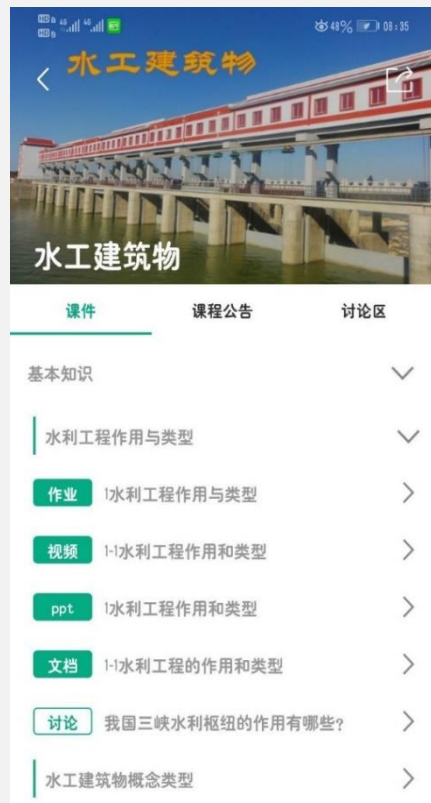 48% 08:35
水工建筑物
水工建筑物
课件 课程公告 讨论区
基本知识
水利工程作用与类型
作业 1水利工程作用与类型
视频 1-1水利工程作用和类型
ppt 1水利工程作用和类型
文档 1-1水利工程的作用和类型
讨论 我国三峡水利枢纽的作用有哪些?
水工建筑物概念类型